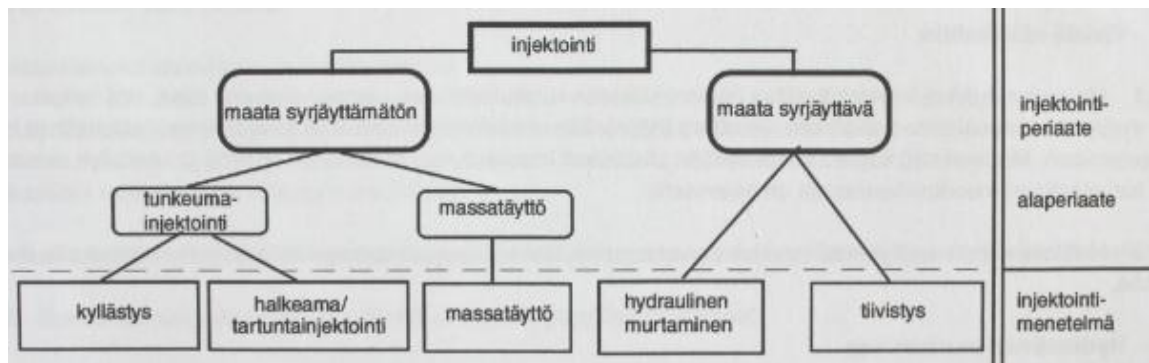 injektointi
maata syrjäyttämätön
maata syrjäyttävä
injektointi-
periaate
tunkeuma-
injektointi
massatäyttö
alaperiaate
kyllästys
halkeama/
tartuntainjektointi
massatäyttö
hydraulinen
murtaminen
tiivistys
injektointi-
menetelmä